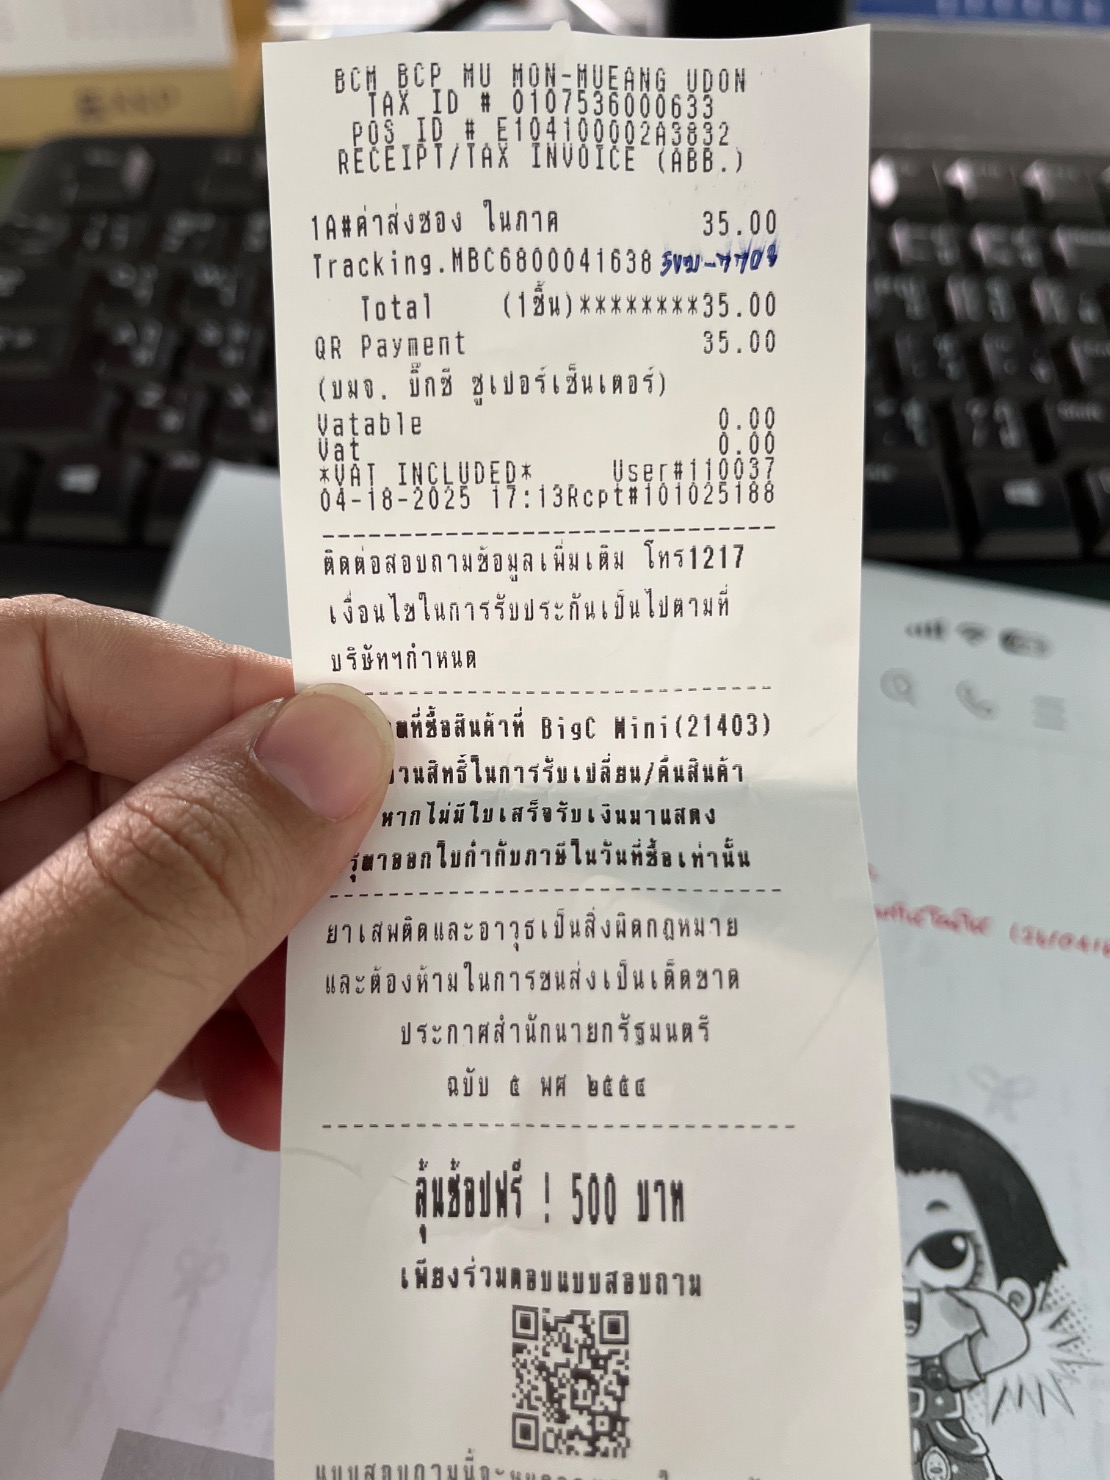 BCM BCP MU MON-MUEANG UDON
TAX ID # 0107536000633
POS ID # E104100002A3832
RECEIPT/TAX INVOICE (ABB.)
1A#ค่าส่งซอง ในภาค 35.00
Tracking.MBC6800041638
Total (1ชิ้น)********35.00
QR Payment 35.00
(บมจ. บิ๊กซี ซูเปอร์เซ็นเตอร์)
Vatable 0.00
Vat 0.00
*VAT INCLUDED* User#110037
04-18-2025 17:13Rcpt#101025188
ติดต่อสอบถามข้อมูลเพิ่มเติม โทร1217
เงื่อนไขในการรับประกันเป็นไปตามที่
บริษัทฯกำหนด
ที่ซื้อสินค้าที่ BigC Mini(21403)
สิทธิ์ในการรับเปลี่ยน/คืนสินค้า
หากไม่มีใบเสร็จรับเงินมาแสดง
ออกใบกำกับภาษีในวันที่ซื้อเท่านั้น
ยาเสพติดและอาวุธเป็นสิ่งผิดกฎหมาย
และต้องห้ามในการขนส่งเป็นเด็ดขาด
ประกาศสำนักนายกรัฐมนตรี
ฉบับ ๕ พศ ๒๕๕๔
ลุ้นช้อปฟรี ! 500 บาท
เพียงร่วมตอบแบบสอบถาม